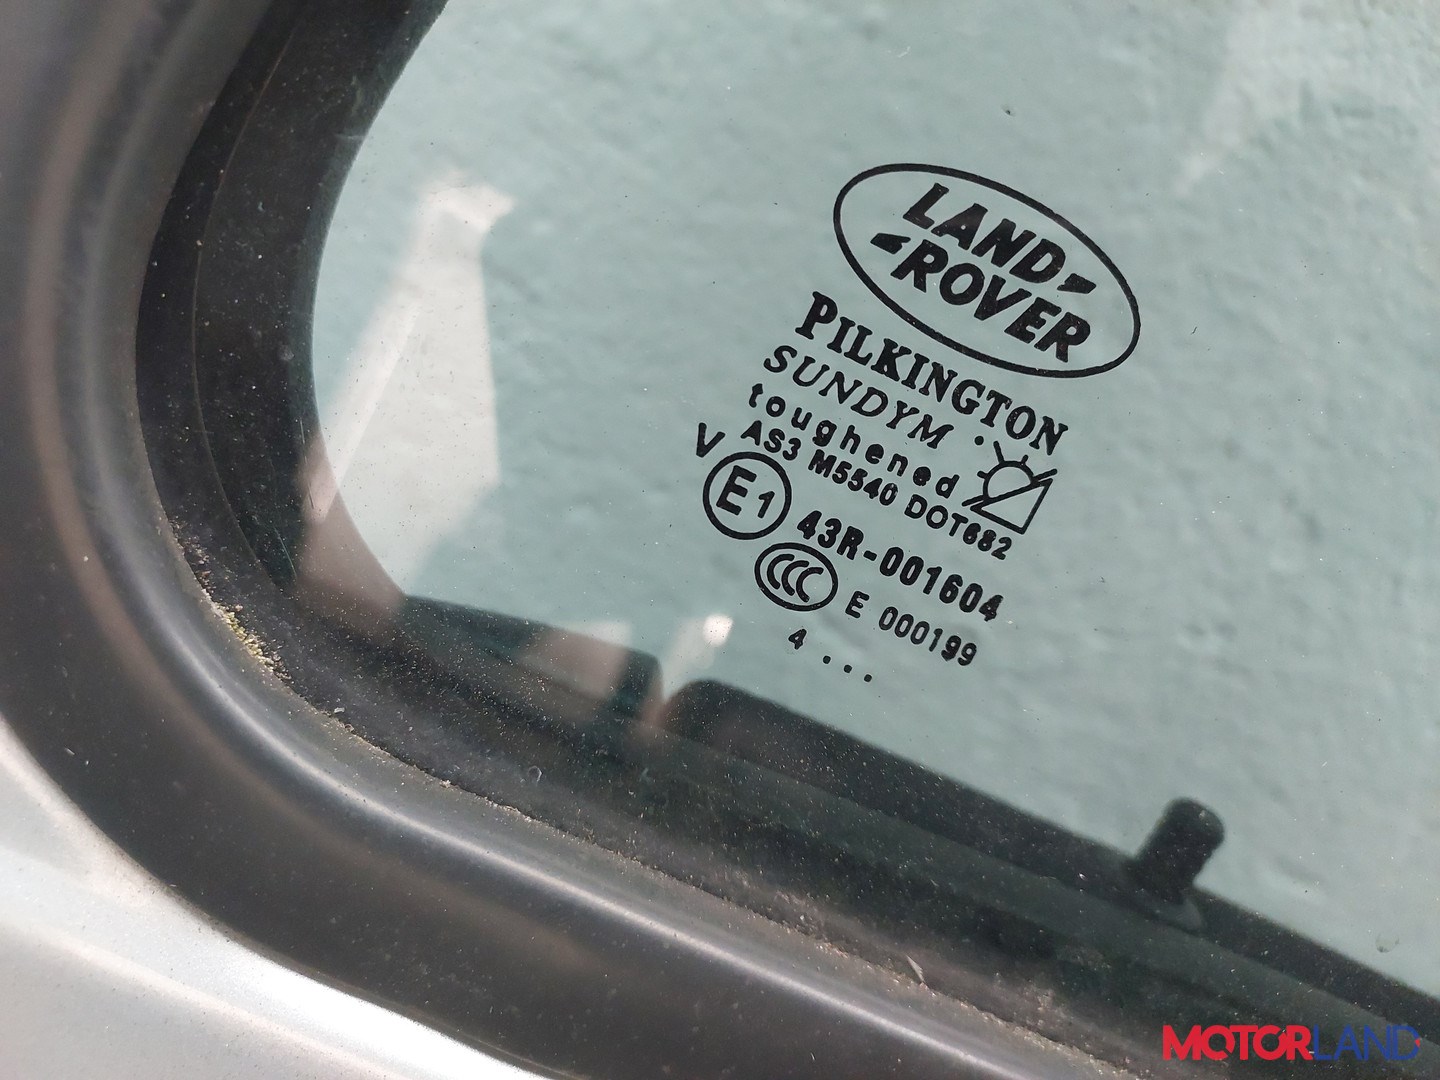 LAND
ROVER
PILKINGTON
SUNDYM
toughened
AS3 M5540 DOT682
V
E1 43R-001604
CCC E 000199
4 ...
MOTORLAND